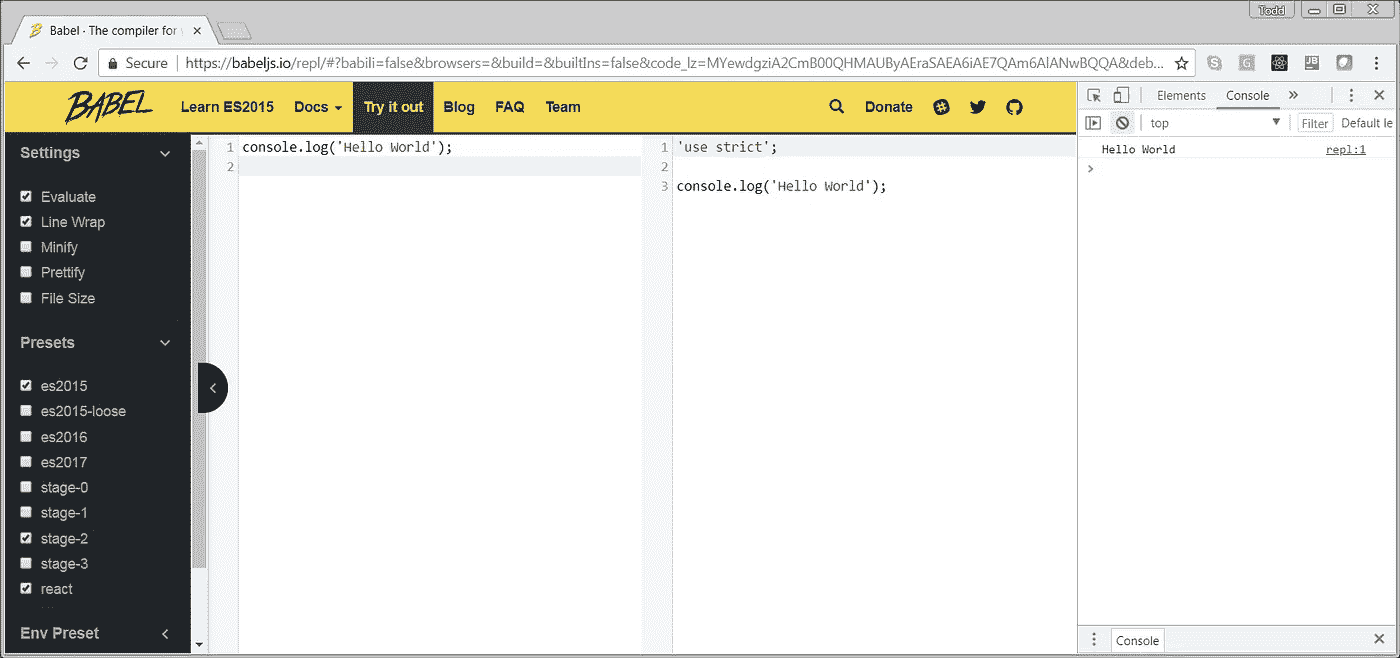 Todd
Babel · The compiler for
Secure https://babeljs.io/repl/#?babili=false&browsers=&build=&builtIns=false&code_lz=MYewdgziA2CmB00QHMAUByAEraSAEA6iAE7QAm6AlANwBQQA&deb...
BABEL Learn ES2015 Docs Try it out Blog FAQ Team Donate
Elements Console »
top Filter Default le
Settings
Evaluate
Line Wrap
Minify
Prettify
File Size
Presets
es2015
es2015-loose
es2016
es2017
stage-0
stage-1
stage-2
stage-3
react
Env Preset
1 console.log('Hello World');
2
1 'use strict';
2
3 console.log('Hello World');
Hello World repl:1
>
Console